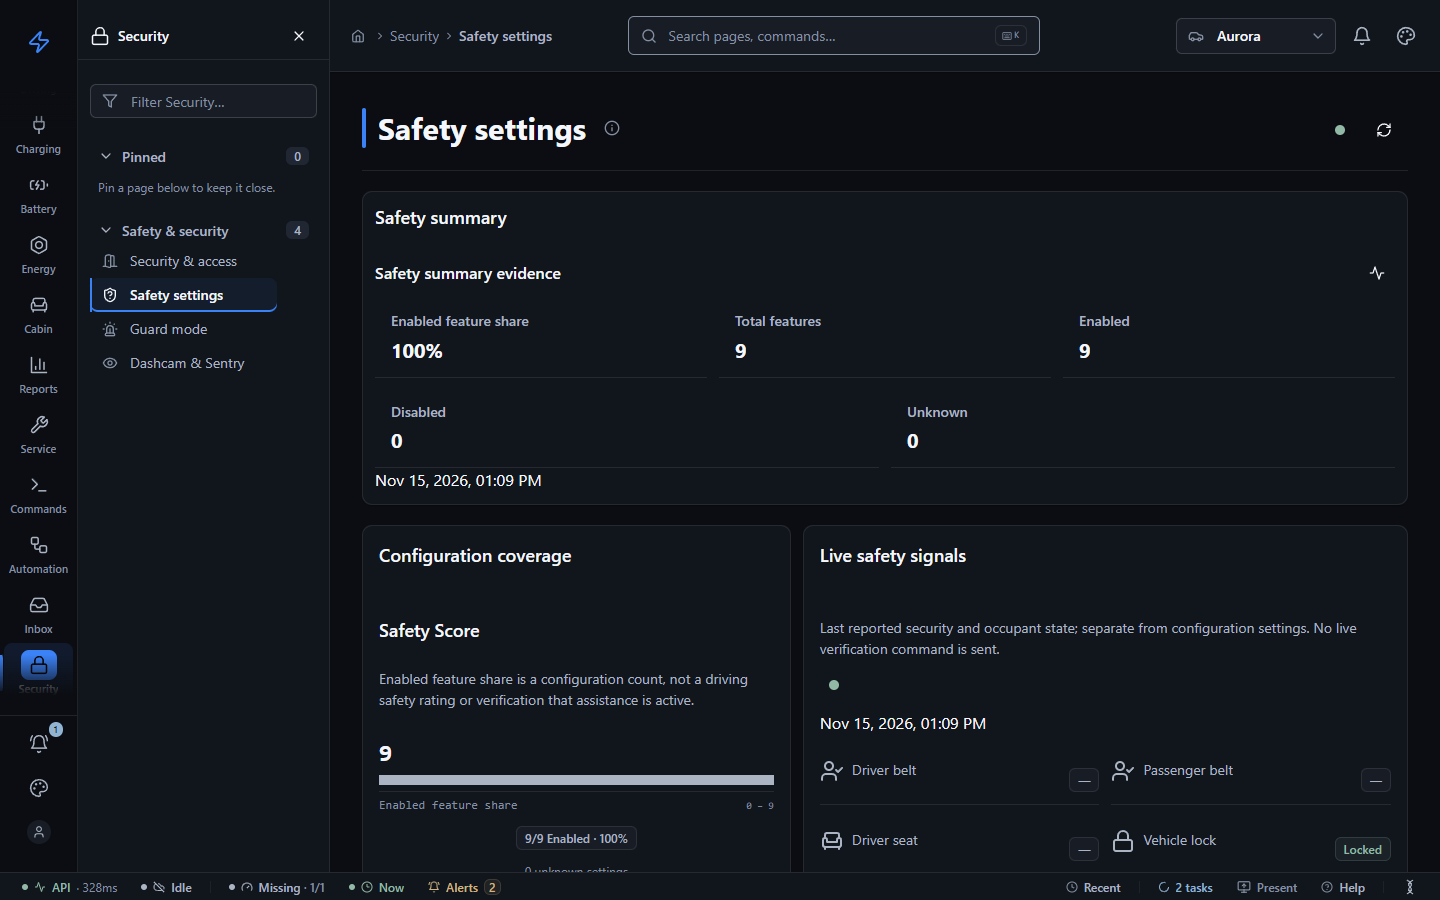 Security
Security
Safety settings
Search pages, commands...
K
Aurora
Filter Security...
Charging
Battery
Energy
Cabin
Reports
Service
Commands
Automation
Inbox
Security
1
Pinned
0
Pin a page below to keep it close.
Safety & security
4
Security & access
Safety settings
Guard mode
Dashcam & Sentry
Safety settings
Safety summary
Safety summary evidence
Enabled feature share
100%
Total features
9
Enabled
9
Disabled
0
Unknown
0
Nov 15, 2026, 01:09 PM
Configuration coverage
Safety Score
Enabled feature share is a configuration count, not a driving
safety rating or verification that assistance is active.
9
Enabled feature share
0 – 9
9/9 Enabled · 100%
0 unknown settings
Live safety signals
Last reported security and occupant state; separate from configuration settings. No live
verification command is sent.
Nov 15, 2026, 01:09 PM
Driver belt
—
Passenger belt
—
Driver seat
—
Vehicle lock
Locked
API · 328ms
Idle
Missing · 1/1
Now
Alerts 2
Recent
2 tasks
Present
Help